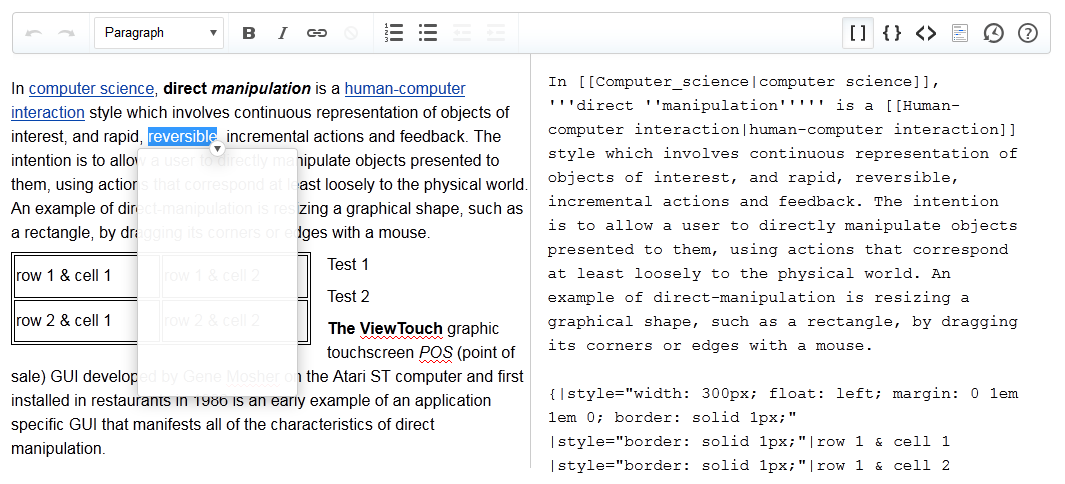 Paragraph
B I
[ ] { } < >
In computer science, direct manipulation is a human-computer
interaction style which involves continuous representation of objects of
interest, and rapid, reversible, incremental actions and feedback. The
intention is to allow a user to directly manipulate objects presented to
them, using actions that correspond at least loosely to the physical world.
An example of direct-manipulation is resizing a graphical shape, such as
a rectangle, by dragging its corners or edges with a mouse.
row 1 & cell 1 row 1 & cell 2
row 2 & cell 1 row 2 & cell 2
Test 1
Test 2
The ViewTouch graphic
touchscreen POS (point of
sale) GUI developed by Gene Mosher on the Atari ST computer and first
installed in restaurants in 1986 is an early example of an application
specific GUI that manifests all of the characteristics of direct
manipulation.
In [[Computer_science|computer science]],
'''direct ''manipulation''''' is a [[Human-
computer interaction|human-computer interaction]]
style which involves continuous representation of
objects of interest, and rapid, reversible,
incremental actions and feedback. The intention
is to allow a user to directly manipulate objects
presented to them, using actions that correspond
at least loosely to the physical world. An
example of direct-manipulation is resizing a
graphical shape, such as a rectangle, by dragging
its corners or edges with a mouse.
{|style="width: 300px; float: left; margin: 0 1em
1em 0; border: solid 1px;"
|style="border: solid 1px;"|row 1 & cell 1
|style="border: solid 1px;"|row 1 & cell 2